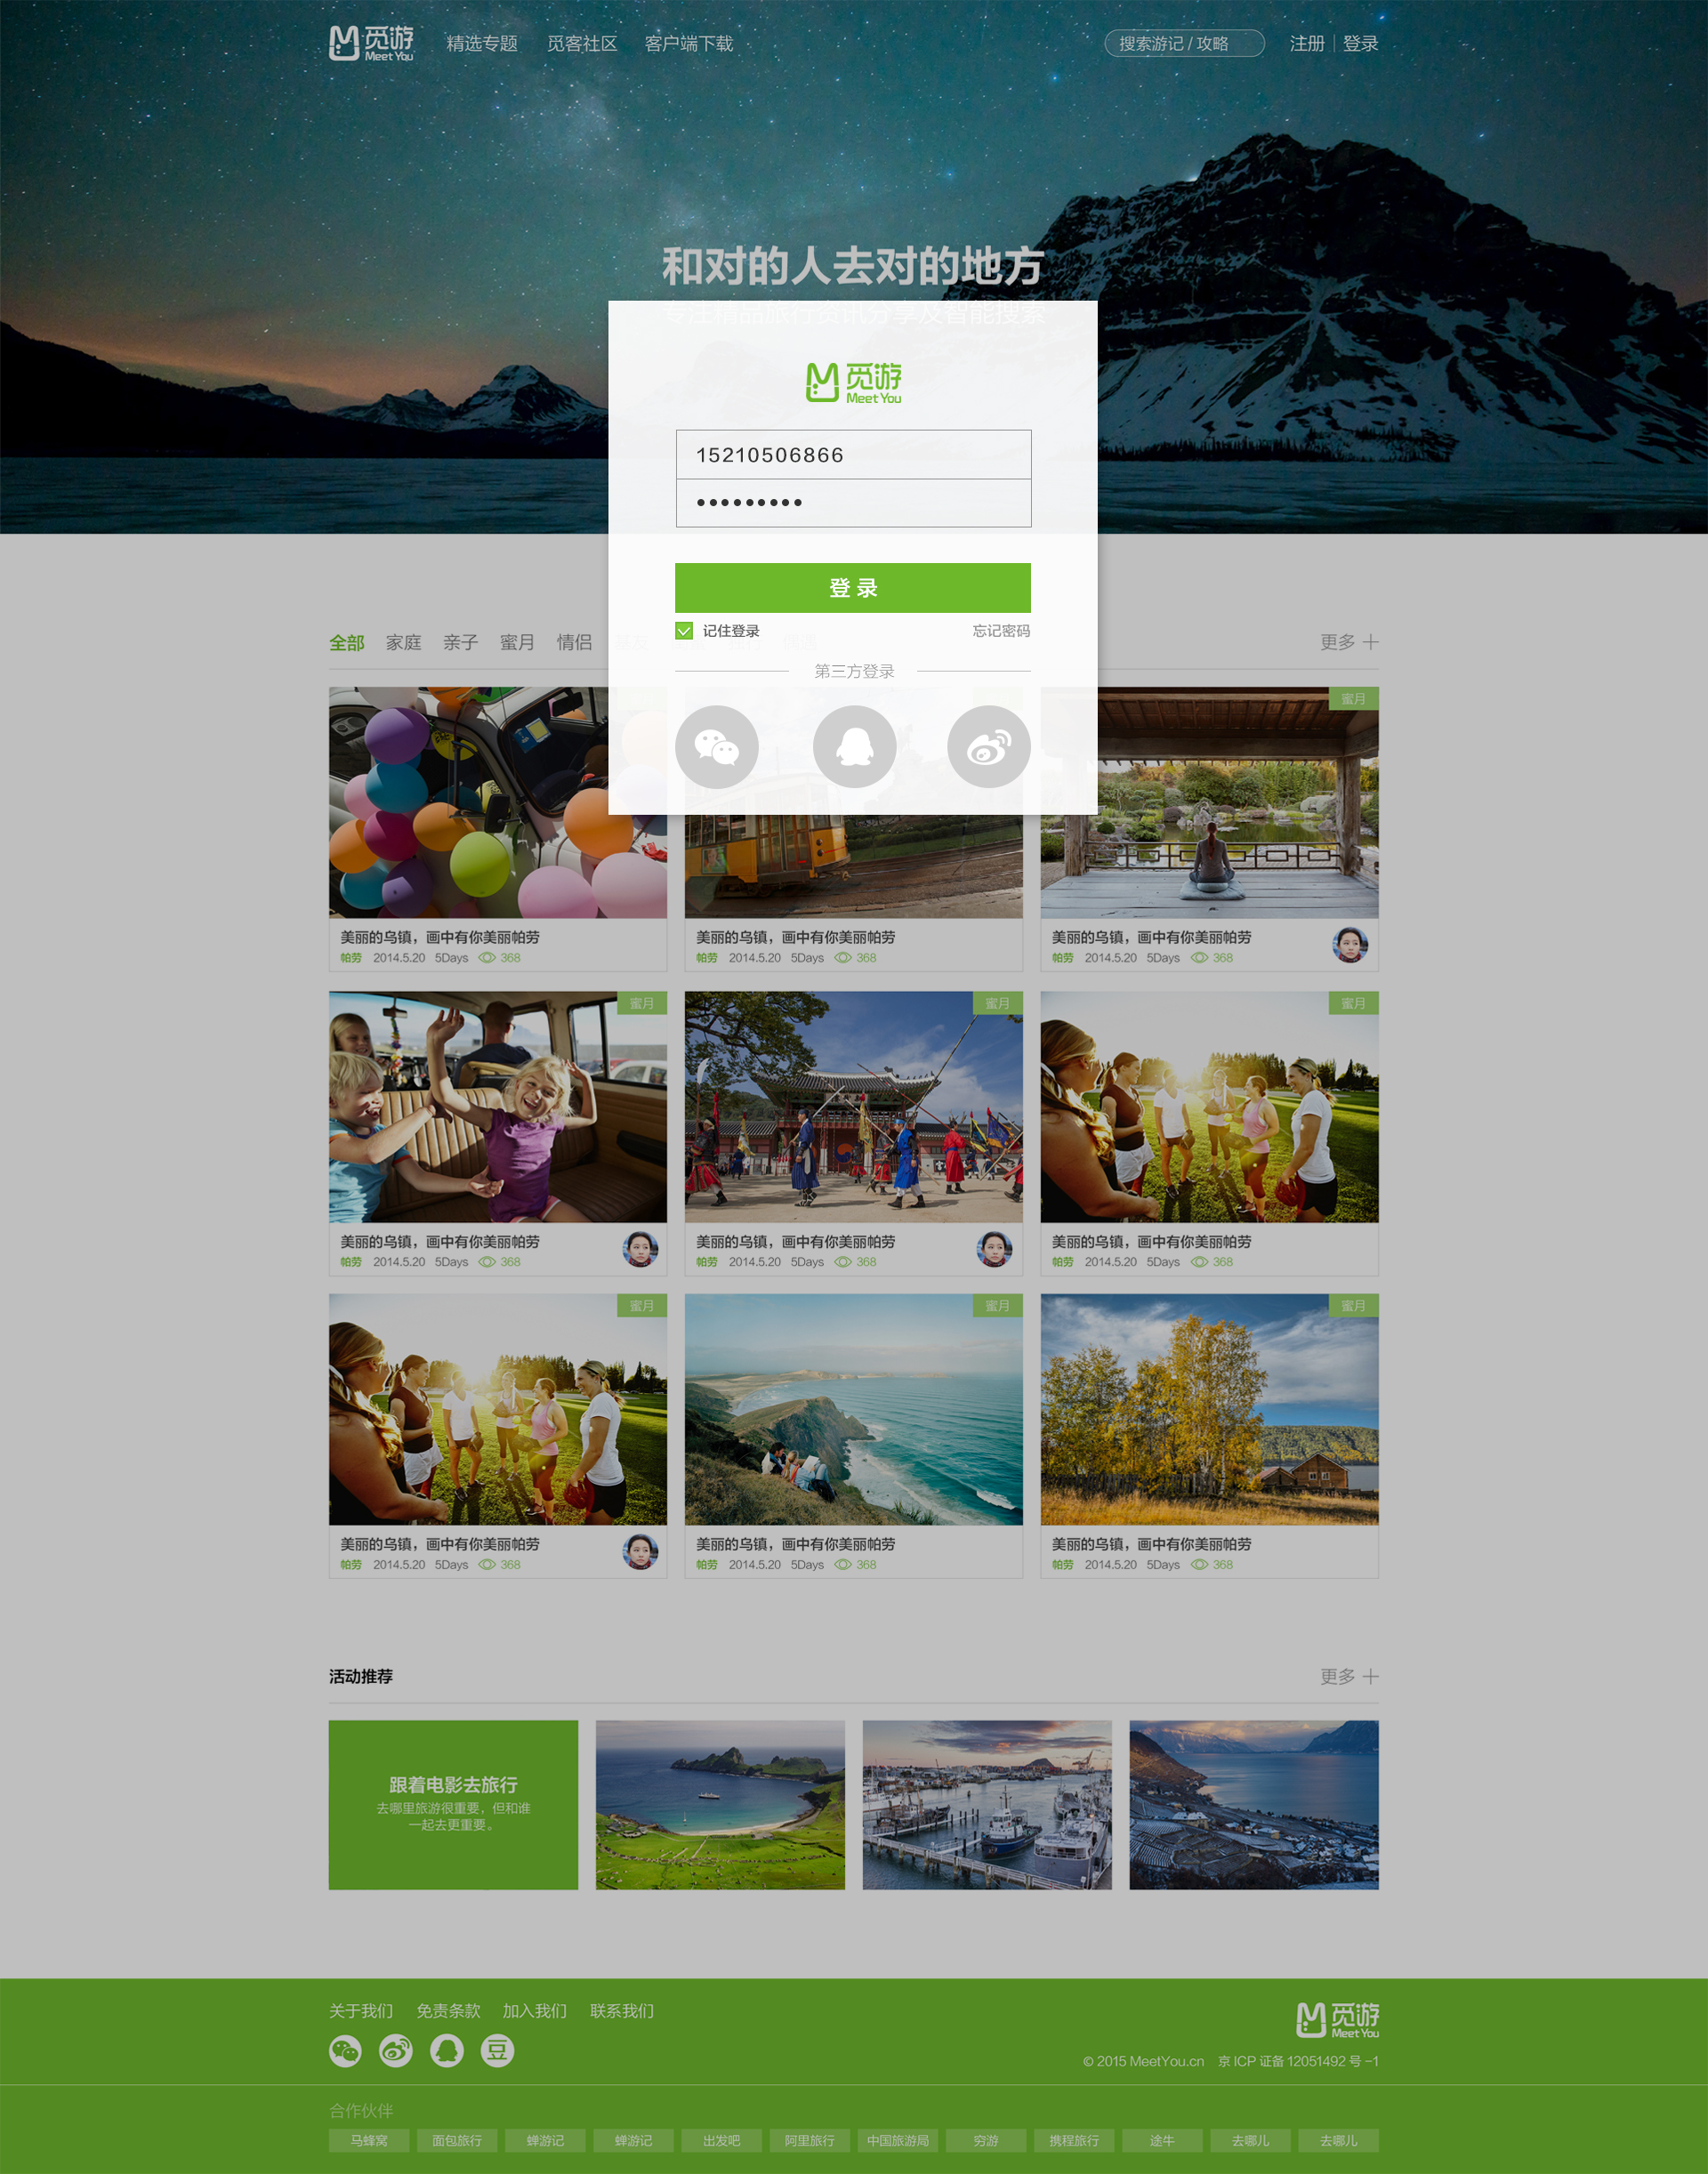 觅游
Meet You
精选专题 觅客社区 客户端下载
搜索游记 / 攻略
注册 | 登录
和对的人去对的地方
专注精品旅行资讯分享及智能搜索
觅游
Meet You
15210506866
•••••••••
登 录
记住登录 忘记密码
第三方登录
全部 家庭 亲子 蜜月 情侣
更多
蜜月
美丽的乌镇，画中有你美丽帕劳
帕劳 2014.5.20 5Days 368
美丽的乌镇，画中有你美丽帕劳
帕劳 2014.5.20 5Days 368
美丽的乌镇，画中有你美丽帕劳
帕劳 2014.5.20 5Days 368
蜜月
蜜月
蜜月
美丽的乌镇，画中有你美丽帕劳
帕劳 2014.5.20 5Days 368
美丽的乌镇，画中有你美丽帕劳
帕劳 2014.5.20 5Days 368
美丽的乌镇，画中有你美丽帕劳
帕劳 2014.5.20 5Days 368
蜜月
蜜月
蜜月
美丽的乌镇，画中有你美丽帕劳
帕劳 2014.5.20 5Days 368
美丽的乌镇，画中有你美丽帕劳
帕劳 2014.5.20 5Days 368
美丽的乌镇，画中有你美丽帕劳
帕劳 2014.5.20 5Days 368
活动推荐
更多
跟着电影去旅行
去哪里旅游很重要，但和谁
一起去更重要。
关于我们 免责条款 加入我们 联系我们
豆
觅游
Meet You
© 2015 MeetYou.cn 京 ICP 证备 12051492 号 -1
合作伙伴
马蜂窝 面包旅行 蝉游记 蝉游记 出发吧 阿里旅行 中国旅游局 穷游 携程旅行 途牛 去哪儿 去哪儿